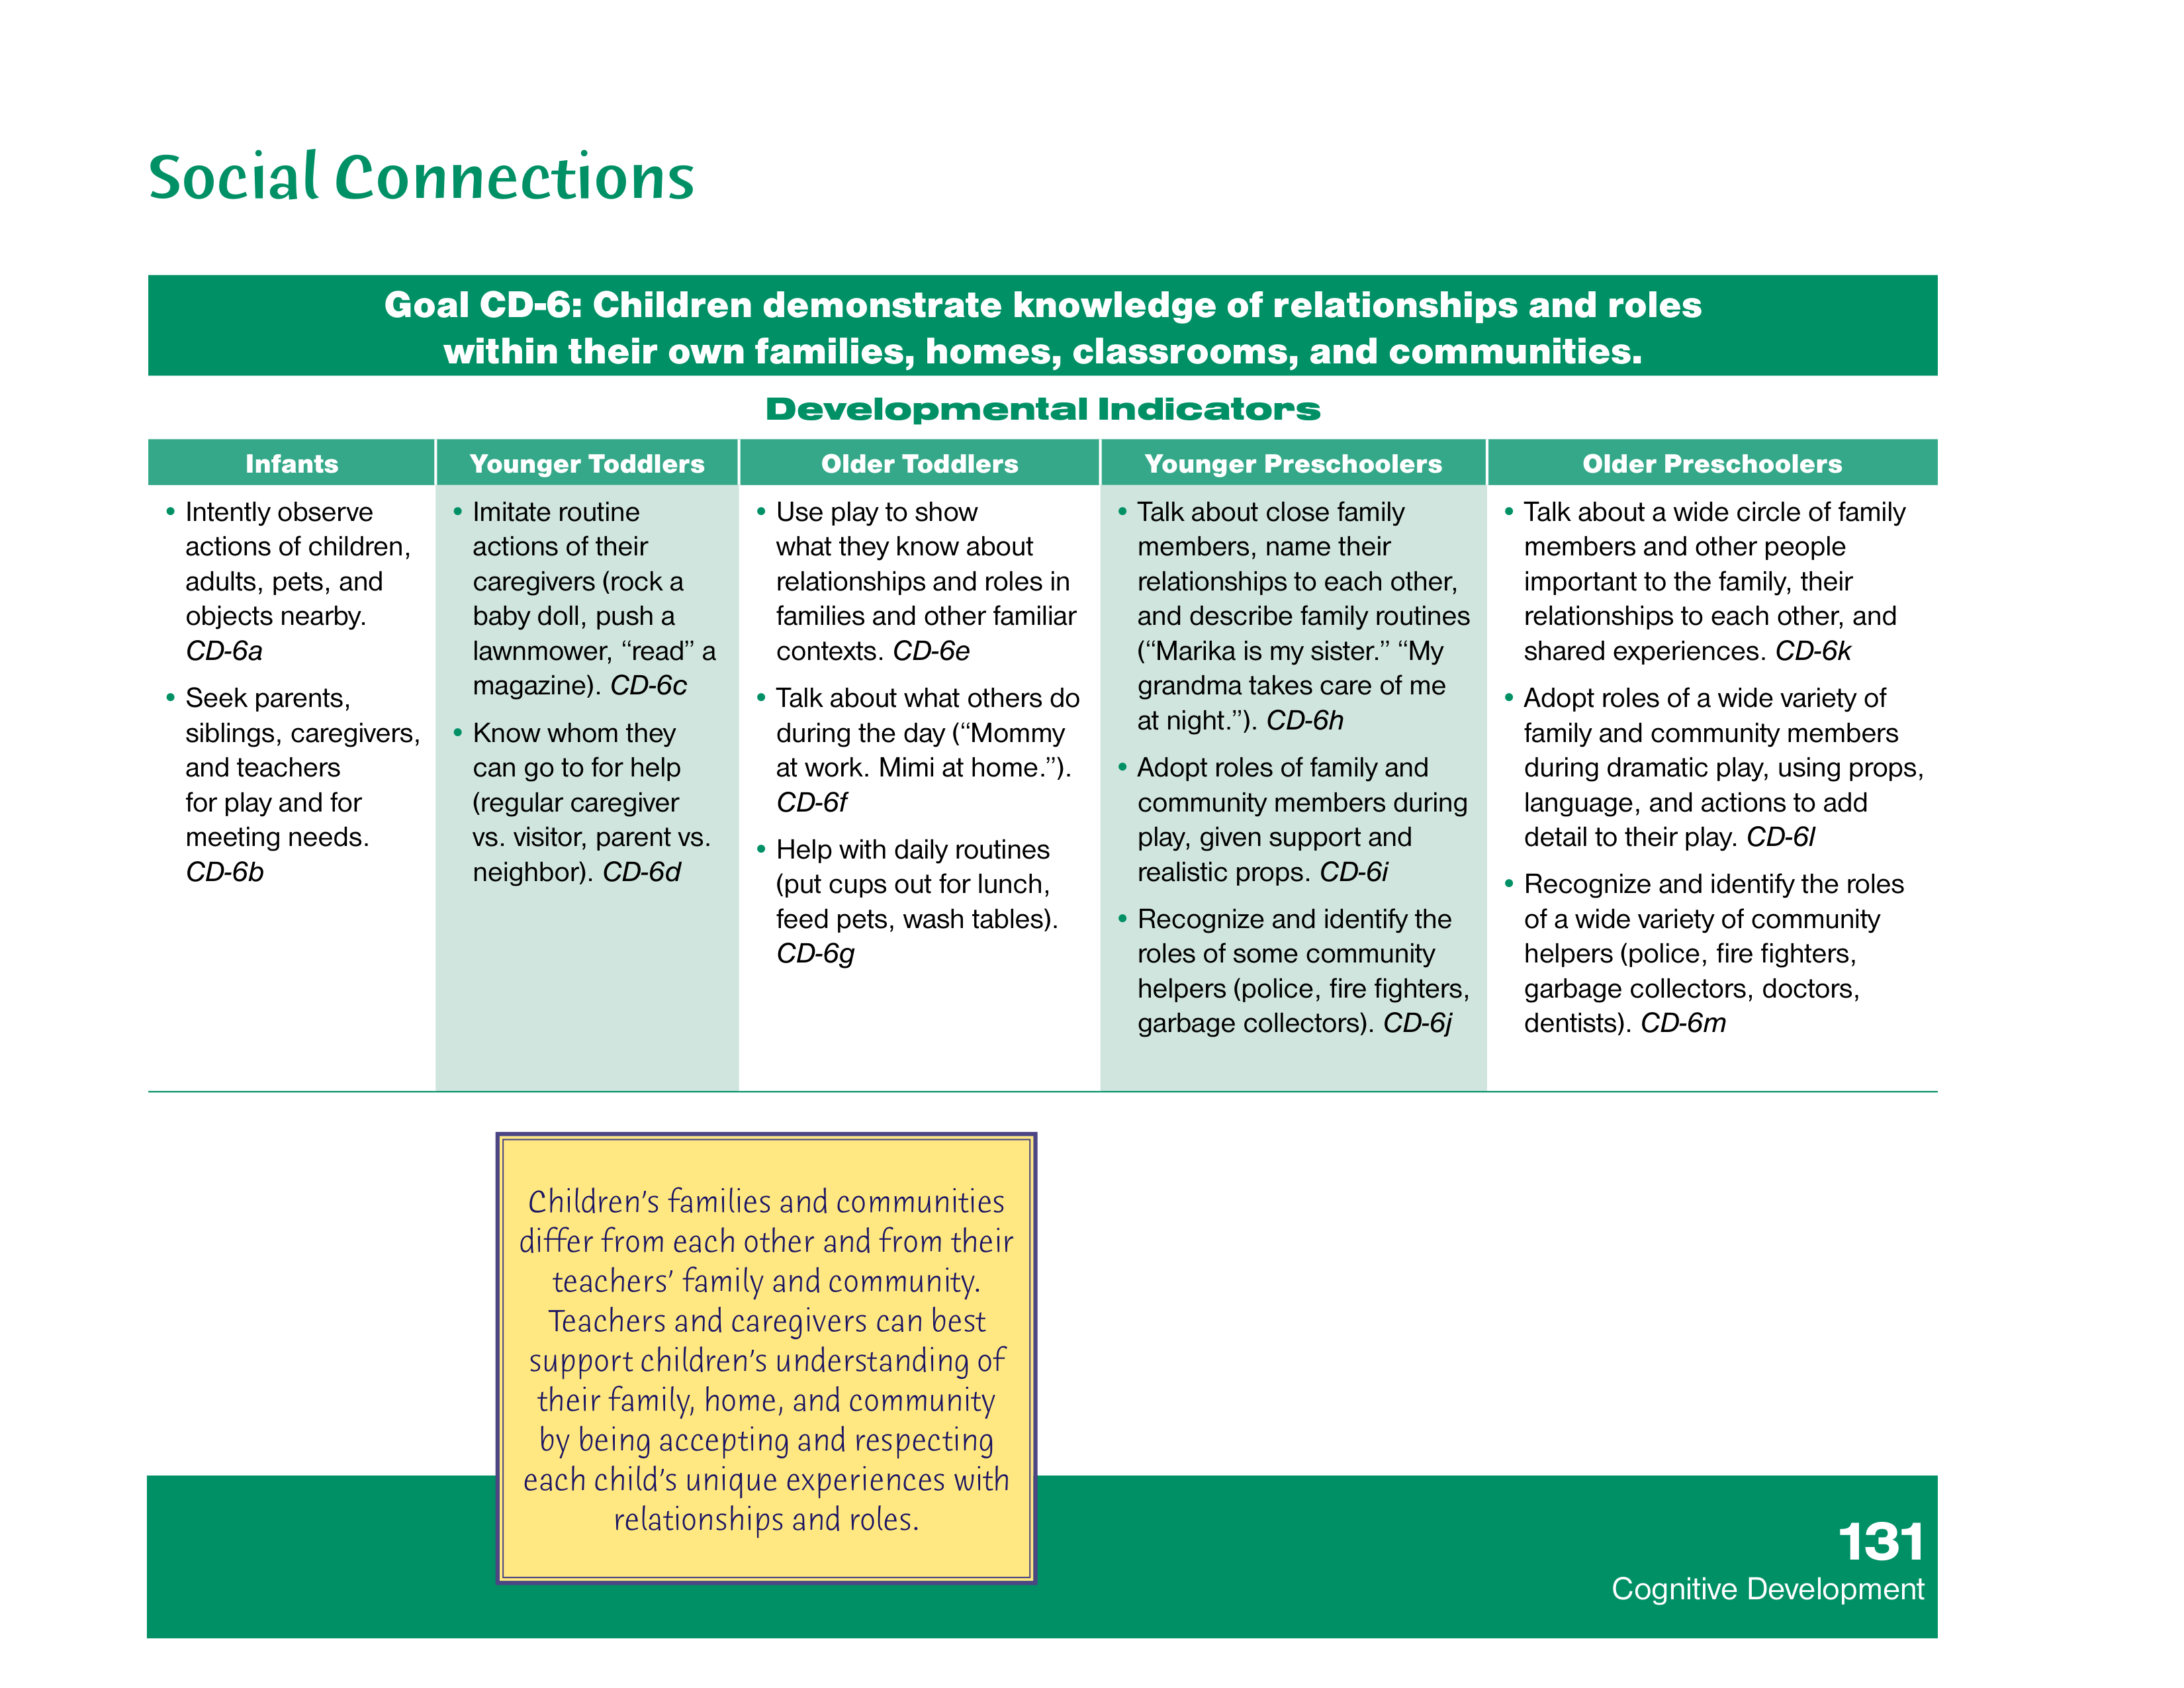 Social Connections
Goal CD-6: Children demonstrate knowledge of relationships and roles
within their own families, homes, classrooms, and communities.
Developmental Indicators
Infants
• Intently observe
actions of children,
adults, pets, and
objects nearby.
CD-6a
• Seek parents,
siblings, caregivers,
and teachers
for play and for
meeting needs.
CD-6b
Younger Toddlers
• Imitate routine
actions of their
caregivers (rock a
baby doll, push a
lawnmower, “read” a
magazine). CD-6c
• Know whom they
can go to for help
(regular caregiver
vs. visitor, parent vs.
neighbor). CD-6d
Older Toddlers
• Use play to show
what they know about
relationships and roles in
families and other familiar
contexts. CD-6e
• Talk about what others do
during the day (“Mommy
at work. Mimi at home.”).
CD-6f
• Help with daily routines
(put cups out for lunch,
feed pets, wash tables).
CD-6g
Younger Preschoolers
• Talk about close family
members, name their
relationships to each other,
and describe family routines
(“Marika is my sister.” “My
grandma takes care of me
at night.”). CD-6h
• Adopt roles of family and
community members during
play, given support and
realistic props. CD-6i
• Recognize and identify the
roles of some community
helpers (police, fire fighters,
garbage collectors). CD-6j
Older Preschoolers
• Talk about a wide circle of family
members and other people
important to the family, their
relationships to each other, and
shared experiences. CD-6k
• Adopt roles of a wide variety of
family and community members
during dramatic play, using props,
language, and actions to add
detail to their play. CD-6l
• Recognize and identify the roles
of a wide variety of community
helpers (police, fire fighters,
garbage collectors, doctors,
dentists). CD-6m
Children’s families and communities
differ from each other and from their
teachers’ family and community.
Teachers and caregivers can best
support children’s understanding of
their family, home, and community
by being accepting and respecting
each child’s unique experiences with
relationships and roles.
131
Cognitive Development